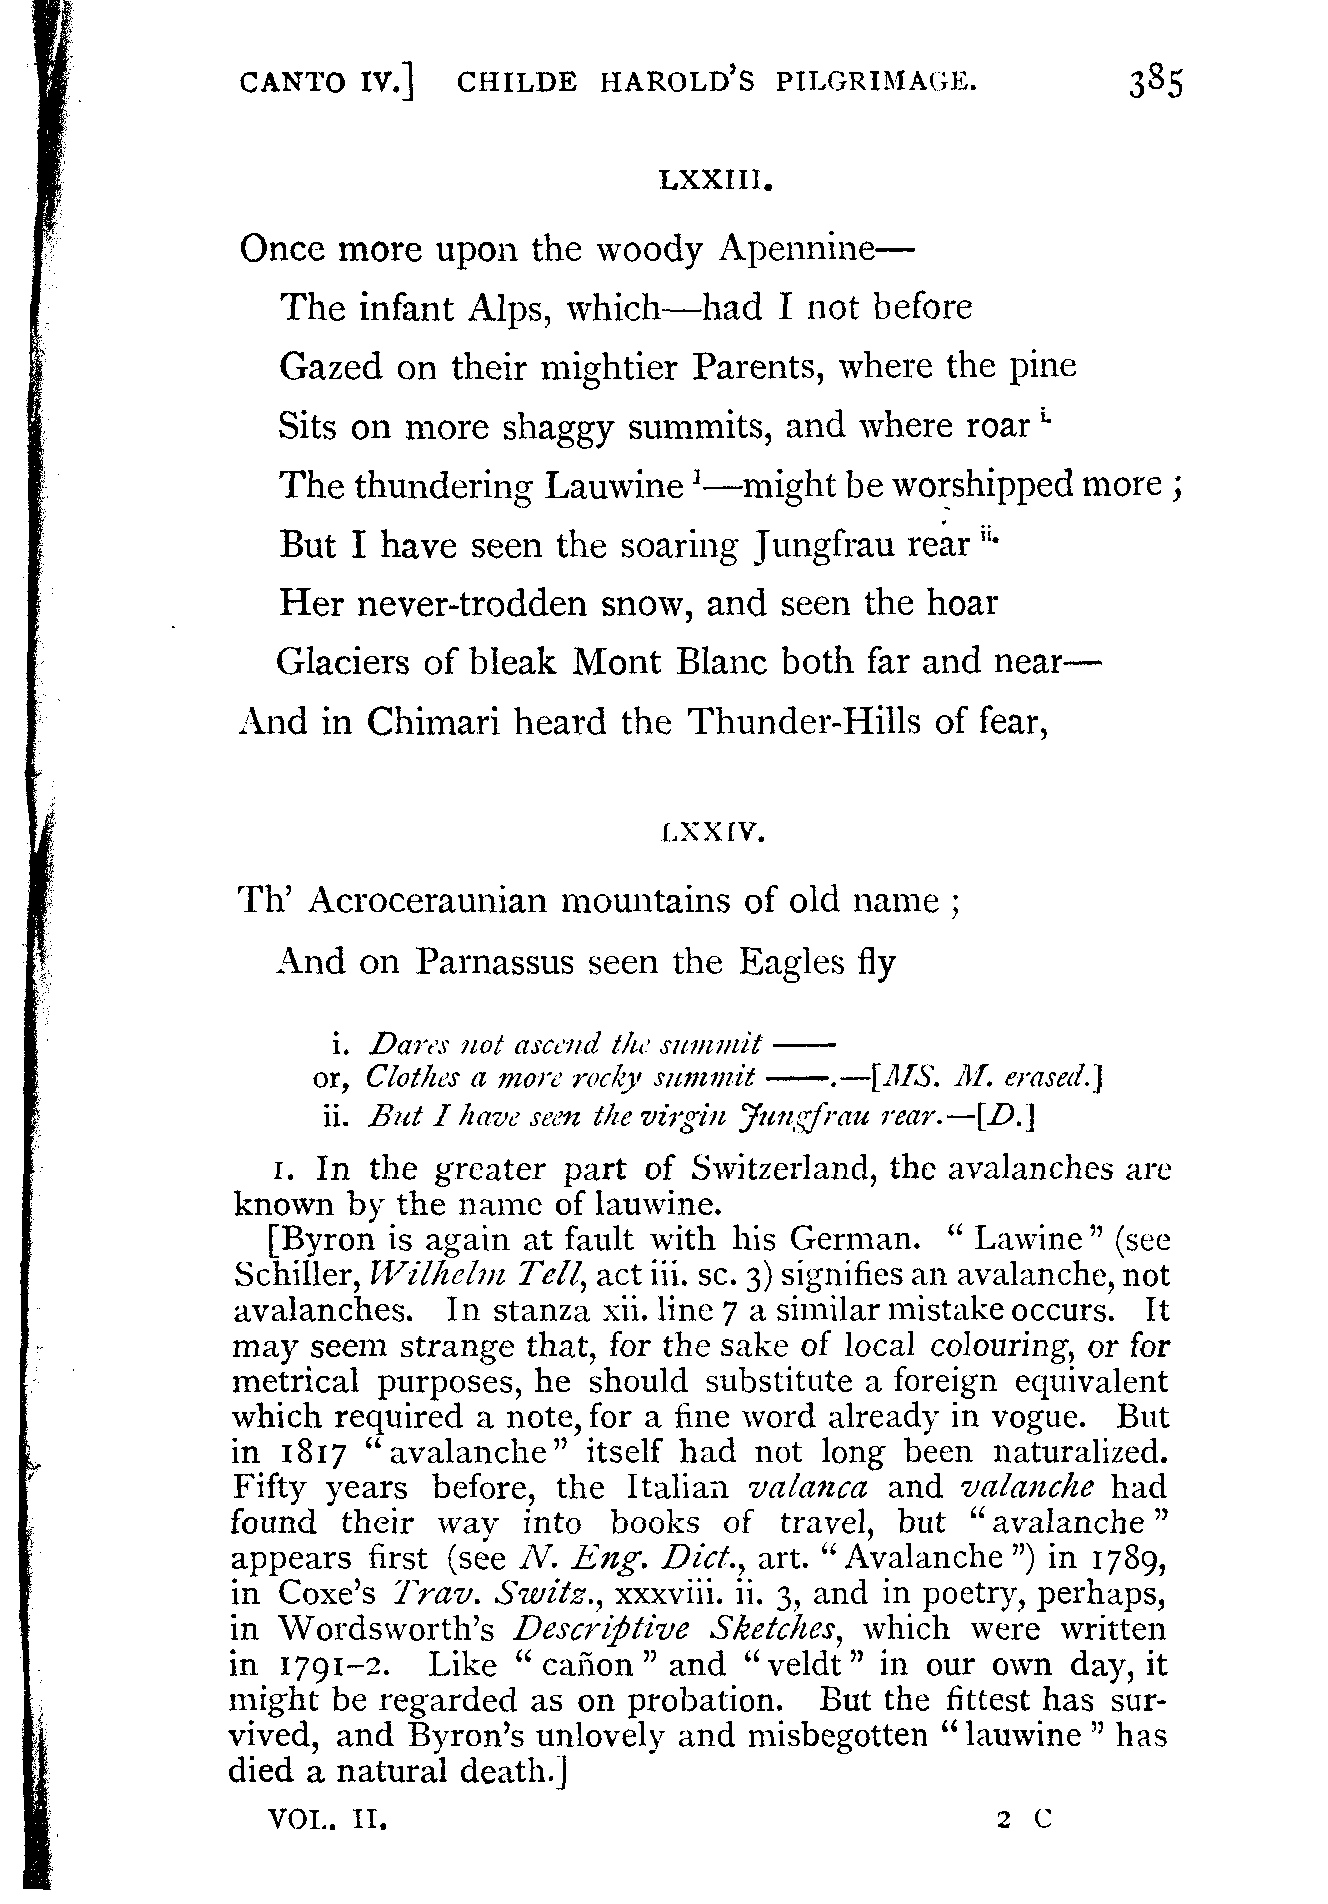 CANTO IV.] CHILDE HAROLD'S PILGRIMAGE. 385
LXXIII.
Once more upon the woody Apennine—
The infant Alps, which—had I not before
Gazed on their mightier Parents, where the pine
Sits on more shaggy summits, and where roar i.
The thundering Lauwine 1—might be worshipped more ;
But I have seen the soaring Jungfrau rear ii.
Her never-trodden snow, and seen the hoar
Glaciers of bleak Mont Blanc both far and near—
And in Chimari heard the Thunder-Hills of fear,
LXXIV.
Th' Acroceraunian mountains of old name ;
And on Parnassus seen the Eagles fly
i. Dares not ascend the summit ——
or, Clothes a more rocky summit ——.—[MS. M. erased.]
ii. But I have seen the virgin Jungfrau rear.—[D.]
1. In the greater part of Switzerland, the avalanches are
known by the name of lauwine.
[Byron is again at fault with his German. "Lawine" (see
Schiller, Wilhelm Tell, act iii. sc. 3) signifies an avalanche, not
avalanches. In stanza xii. line 7 a similar mistake occurs. It
may seem strange that, for the sake of local colouring, or for
metrical purposes, he should substitute a foreign equivalent
which required a note, for a fine word already in vogue. But
in 1817 "avalanche" itself had not long been naturalized.
Fifty years before, the Italian valanca and valanche had
found their way into books of travel, but "avalanche"
appears first (see N. Eng. Dict., art. "Avalanche") in 1789,
in Coxe's Trav. Switz., xxxviii. ii. 3, and in poetry, perhaps,
in Wordsworth's Descriptive Sketches, which were written
in 1791-2. Like "cañon" and "veldt" in our own day, it
might be regarded as on probation. But the fittest has sur-
vived, and Byron's unlovely and misbegotten "lauwine" has
died a natural death.]
VOL. II. 2 C